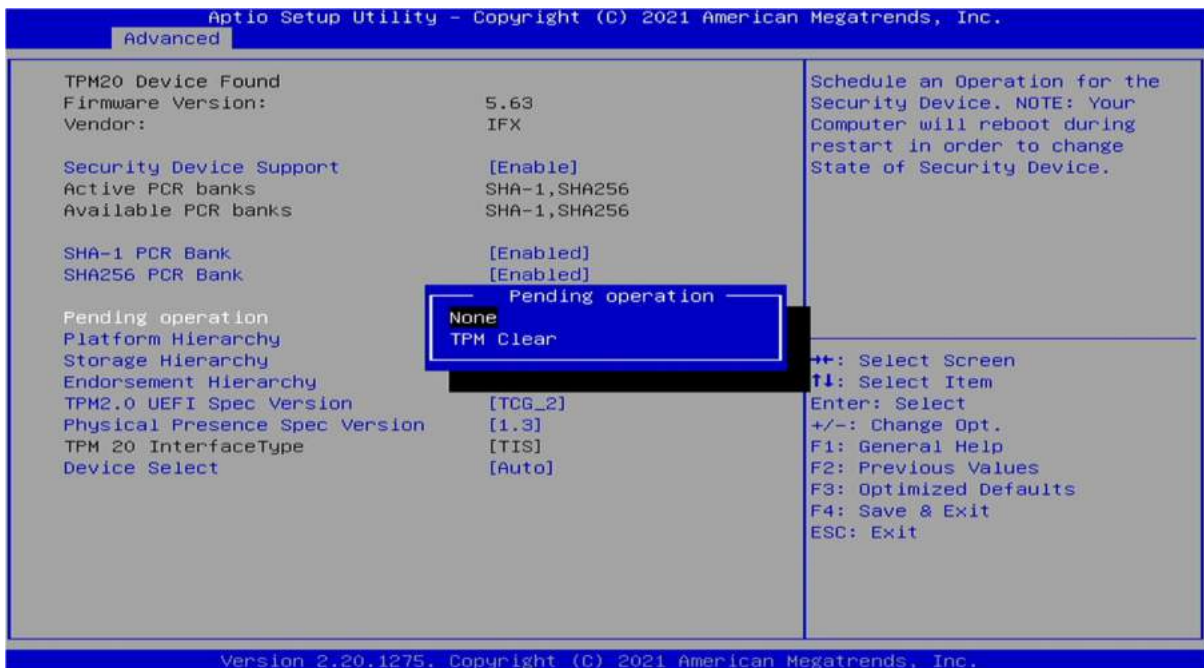 Aptio Setup Utility – Copyright (C) 2021 American Megatrends, Inc.
Advanced
TPM20 Device Found
Firmware Version: 5.63
Vendor: IFX
Security Device Support [Enable]
Active PCR banks SHA-1,SHA256
Available PCR banks SHA-1,SHA256
SHA-1 PCR Bank [Enabled]
SHA256 PCR Bank [Enabled]
Pending operation
Platform Hierarchy
Storage Hierarchy
Endorsement Hierarchy
TPM2.0 UEFI Spec Version [TCG_2]
Physical Presence Spec Version [1.3]
TPM 20 InterfaceType [TIS]
Device Select [Auto]
Pending operation
None
TPM Clear
Schedule an Operation for the
Security Device. NOTE: Your
Computer will reboot during
restart in order to change
State of Security Device.
→←: Select Screen
↑↓: Select Item
Enter: Select
+/-: Change Opt.
F1: General Help
F2: Previous Values
F3: Optimized Defaults
F4: Save & Exit
ESC: Exit
Version 2.20.1275. Copyright (C) 2021 American Megatrends, Inc.